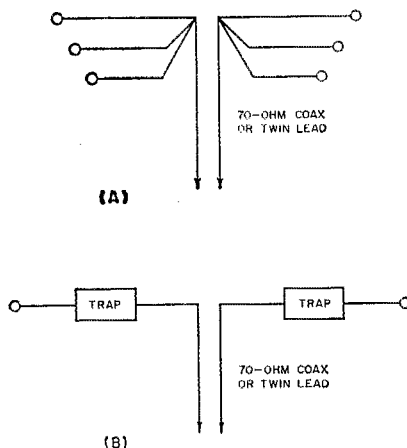 70-OHM COAX
OR TWIN LEAD
(A)
TRAP
TRAP
70-OHM COAX
OR TWIN LEAD
(B)